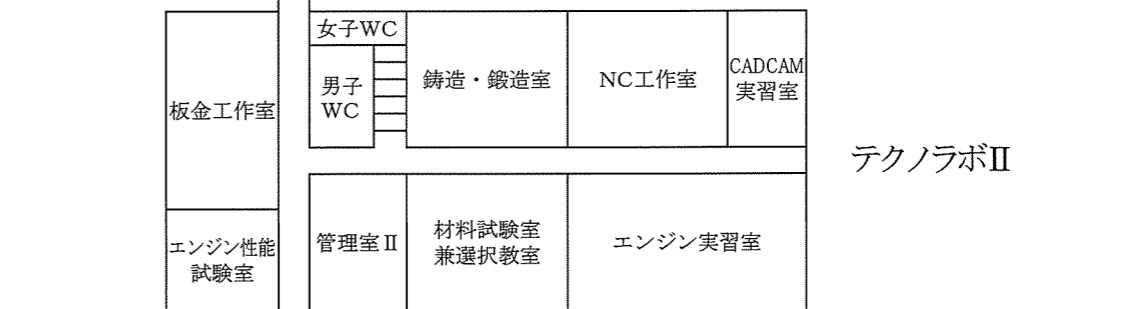 女子WC
男子
WC
鋳造・鍛造室
NC工作室
CADCAM
実習室
板金工作室
テクノラボⅡ
エンジン性能
試験室
管理室Ⅱ
材料試験室
兼選択教室
エンジン実習室